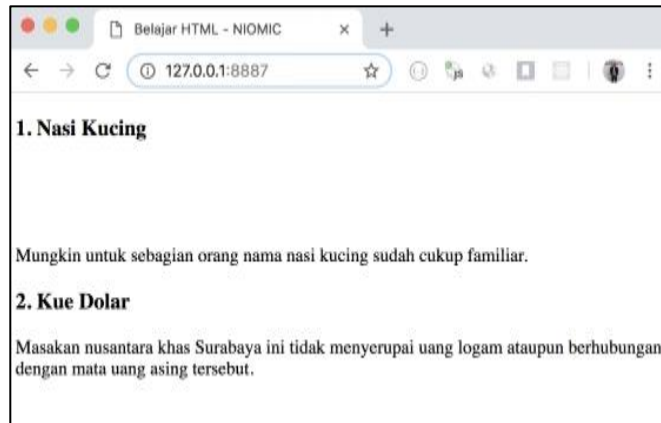 Belajar HTML - NIOMIC
127.0.0.1:8887
js
1. Nasi Kucing
Mungkin untuk sebagian orang nama nasi kucing sudah cukup familiar.
2. Kue Dolar
Masakan nusantara khas Surabaya ini tidak menyerupai uang logam ataupun berhubungan
dengan mata uang asing tersebut.